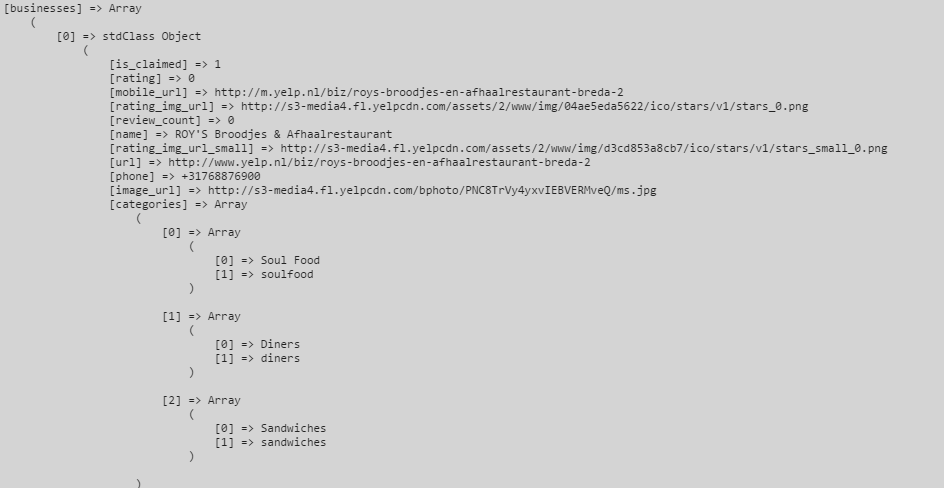 [businesses] => Array
(
[0] => stdClass Object
(
[is_claimed] => 1
[rating] => 0
[mobile_url] => http://m.yelp.nl/biz/roys-broodjes-en-afhaalrestaurant-breda-2
[rating_img_url] => http://s3-media4.fl.yelpcdn.com/assets/2/www/img/04ae5eda5622/ico/stars/v1/stars_0.png
[review_count] => 0
[name] => ROY'S Broodjes & Afhaalrestaurant
[rating_img_url_small] => http://s3-media4.fl.yelpcdn.com/assets/2/www/img/d3cd853a8cb7/ico/stars/v1/stars_small_0.png
[url] => http://www.yelp.nl/biz/roys-broodjes-en-afhaalrestaurant-breda-2
[phone] => +31768876900
[image_url] => http://s3-media4.fl.yelpcdn.com/bphoto/PNC8TrVy4yxvIEBVERMveQ/ms.jpg
[categories] => Array
(
[0] => Array
(
[0] => Soul Food
[1] => soulfood
)
[1] => Array
(
[0] => Diners
[1] => diners
)
[2] => Array
(
[0] => Sandwiches
[1] => sandwiches
)
)